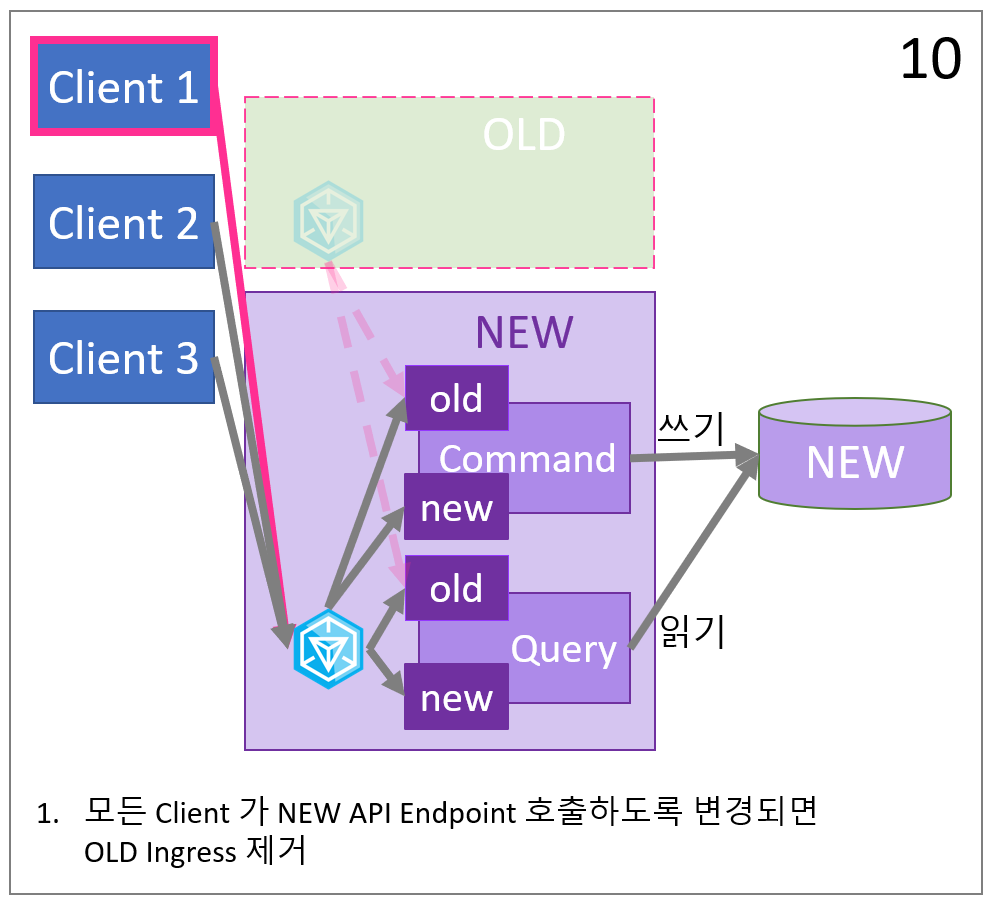 10
Client 1
Client 2
Client 3
OLD
NEW
old
Command
new
old
Query
new
쓰기
읽기
NEW
1. 모든 Client 가 NEW API Endpoint 호출하도록 변경되면
OLD Ingress 제거